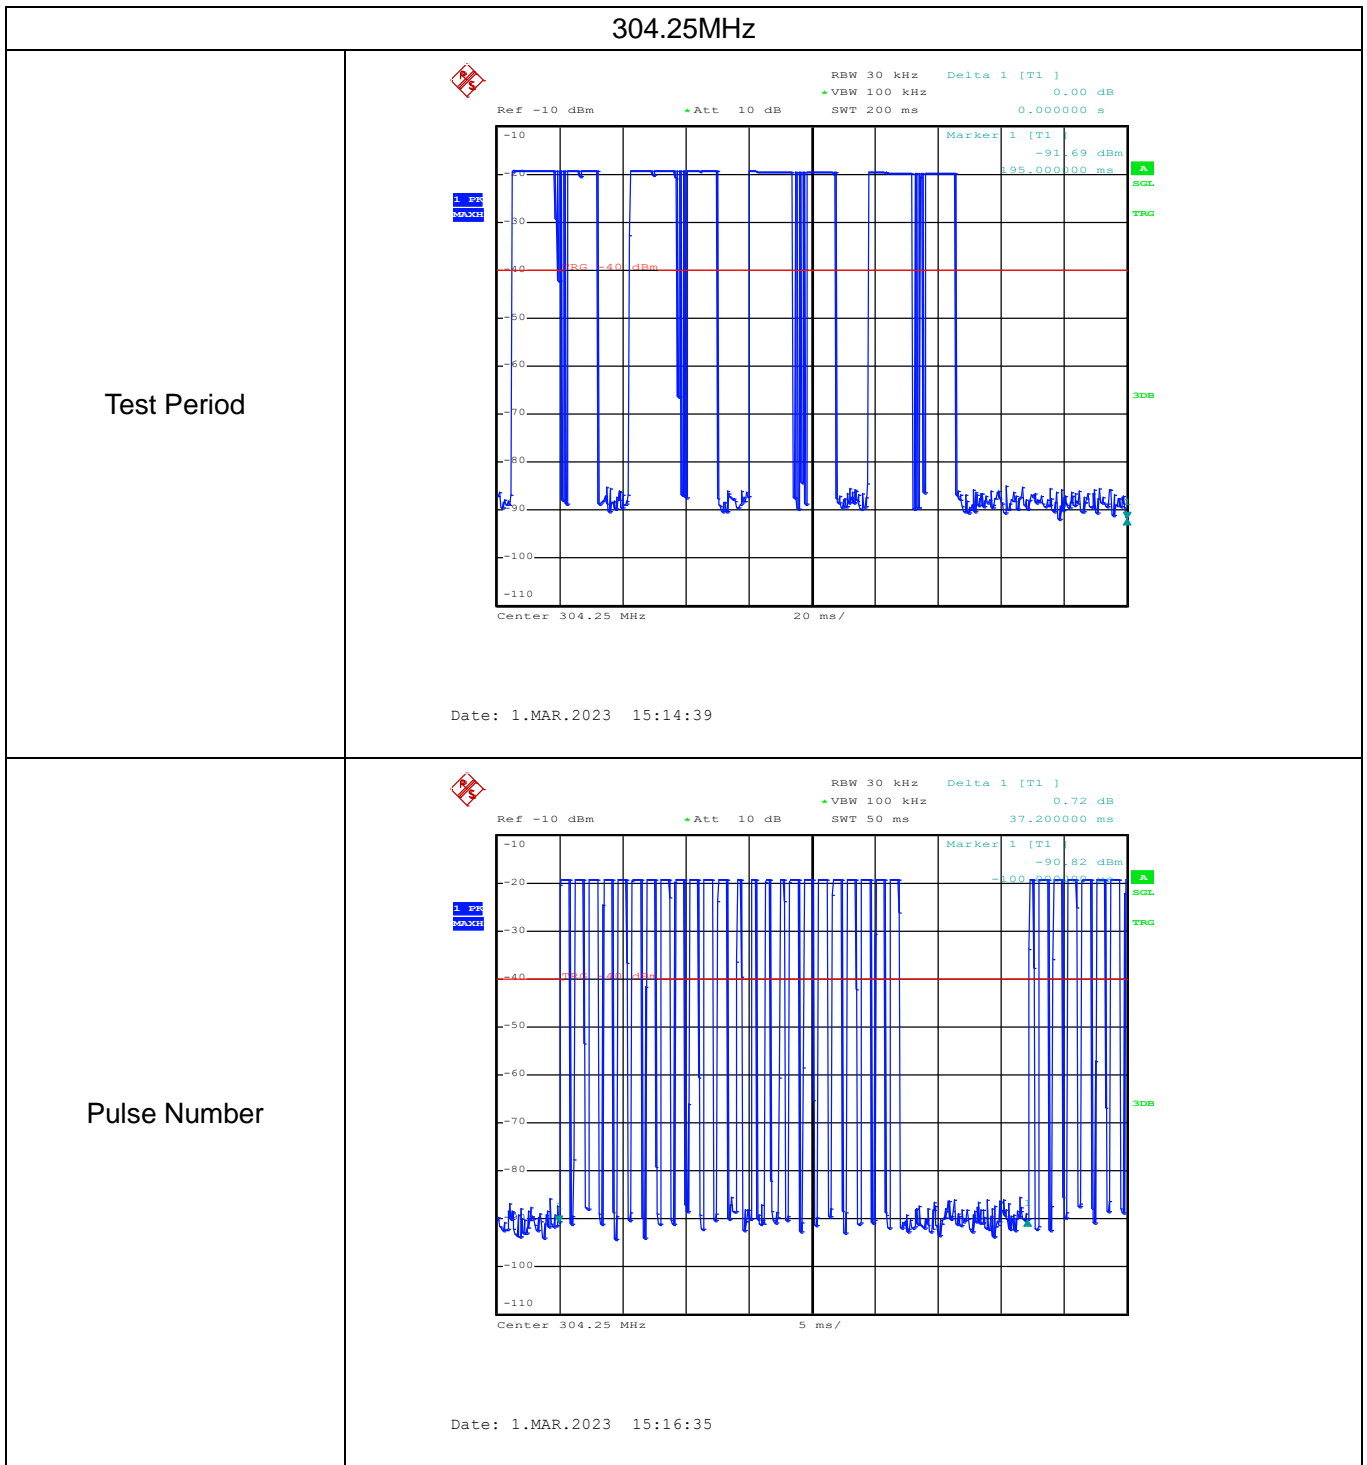 304.25MHz
Test Period
R S
RBW 30 kHz Delta 1 [T1 ]
*VBW 100 kHz 0.00 dB
Ref -10 dBm *Att 10 dB SWT 200 ms 0.000000 s
-10 Marker 1 [T1 ]
-91.69 dBm
-20 195.000000 ms A
SGL
1 PK
MAXH
TRG
-30
-40 TRG -40 dBm
-50
-60
3DB
-70
-80
-90
-100
-110
Center 304.25 MHz 20 ms/
Date: 1.MAR.2023 15:14:39
Pulse Number
R S
RBW 30 kHz Delta 1 [T1 ]
*VBW 100 kHz 0.72 dB
Ref -10 dBm *Att 10 dB SWT 50 ms 37.200000 ms
-10 Marker 1 [T1 ]
-90.82 dBm
-20 -100.000000 A
SGL
1 PK
MAXH
TRG
-30
-40 TRG -40 dBm
-50
-60
3DB
-70
-80
1
-100
-110
Center 304.25 MHz 5 ms/
Date: 1.MAR.2023 15:16:35